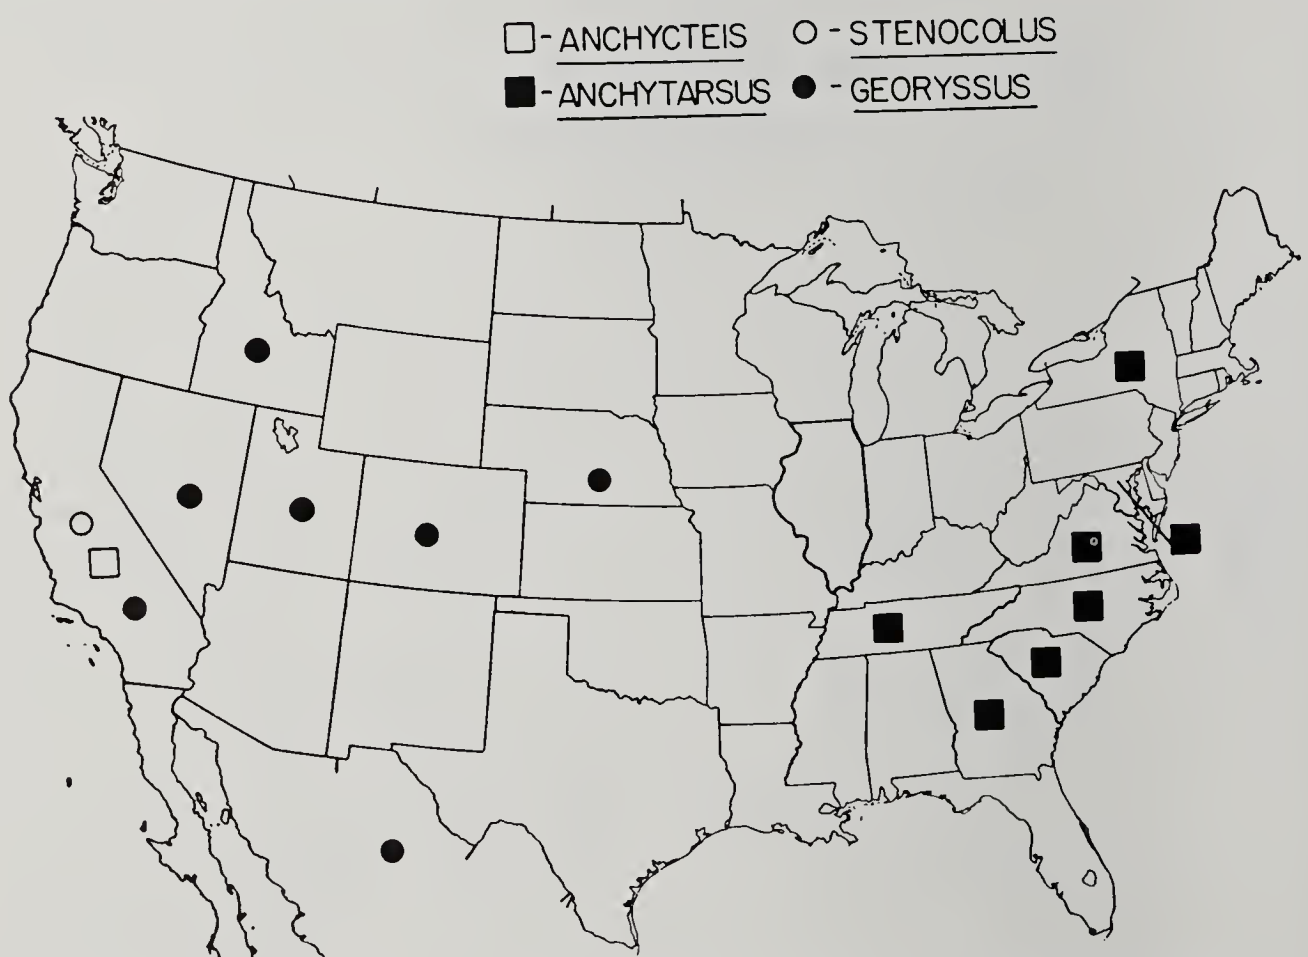 □ - ANCHYCTEIS ○ - STENOCOLUS
■ - ANCHYTARSUS ● - GEORYSSUS